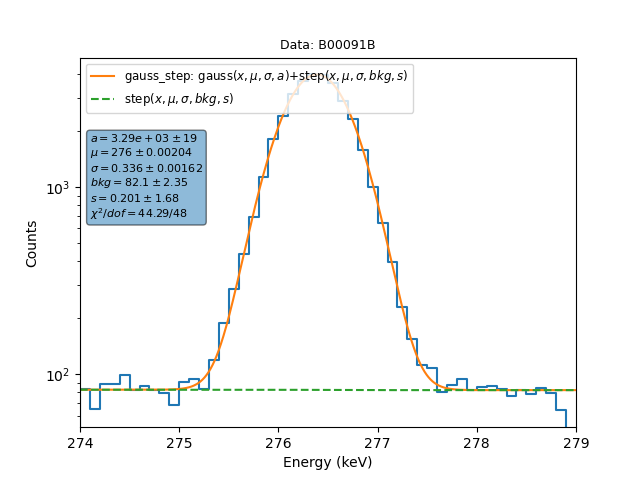 Data: B00091B
gauss_step: gauss(x, μ, σ, a)+step(x, μ, σ, bkg, s)
step(x, μ, σ, bkg, s)
a = 3.29e + 03 ± 19
μ = 276 ± 0.00204
σ = 0.336 ± 0.00162
bkg = 82.1 ± 2.35
s = 0.201 ± 1.68
χ²/dof = 44.29/48
10³
10²
Counts
274 275 276 277 278 279
Energy (keV)